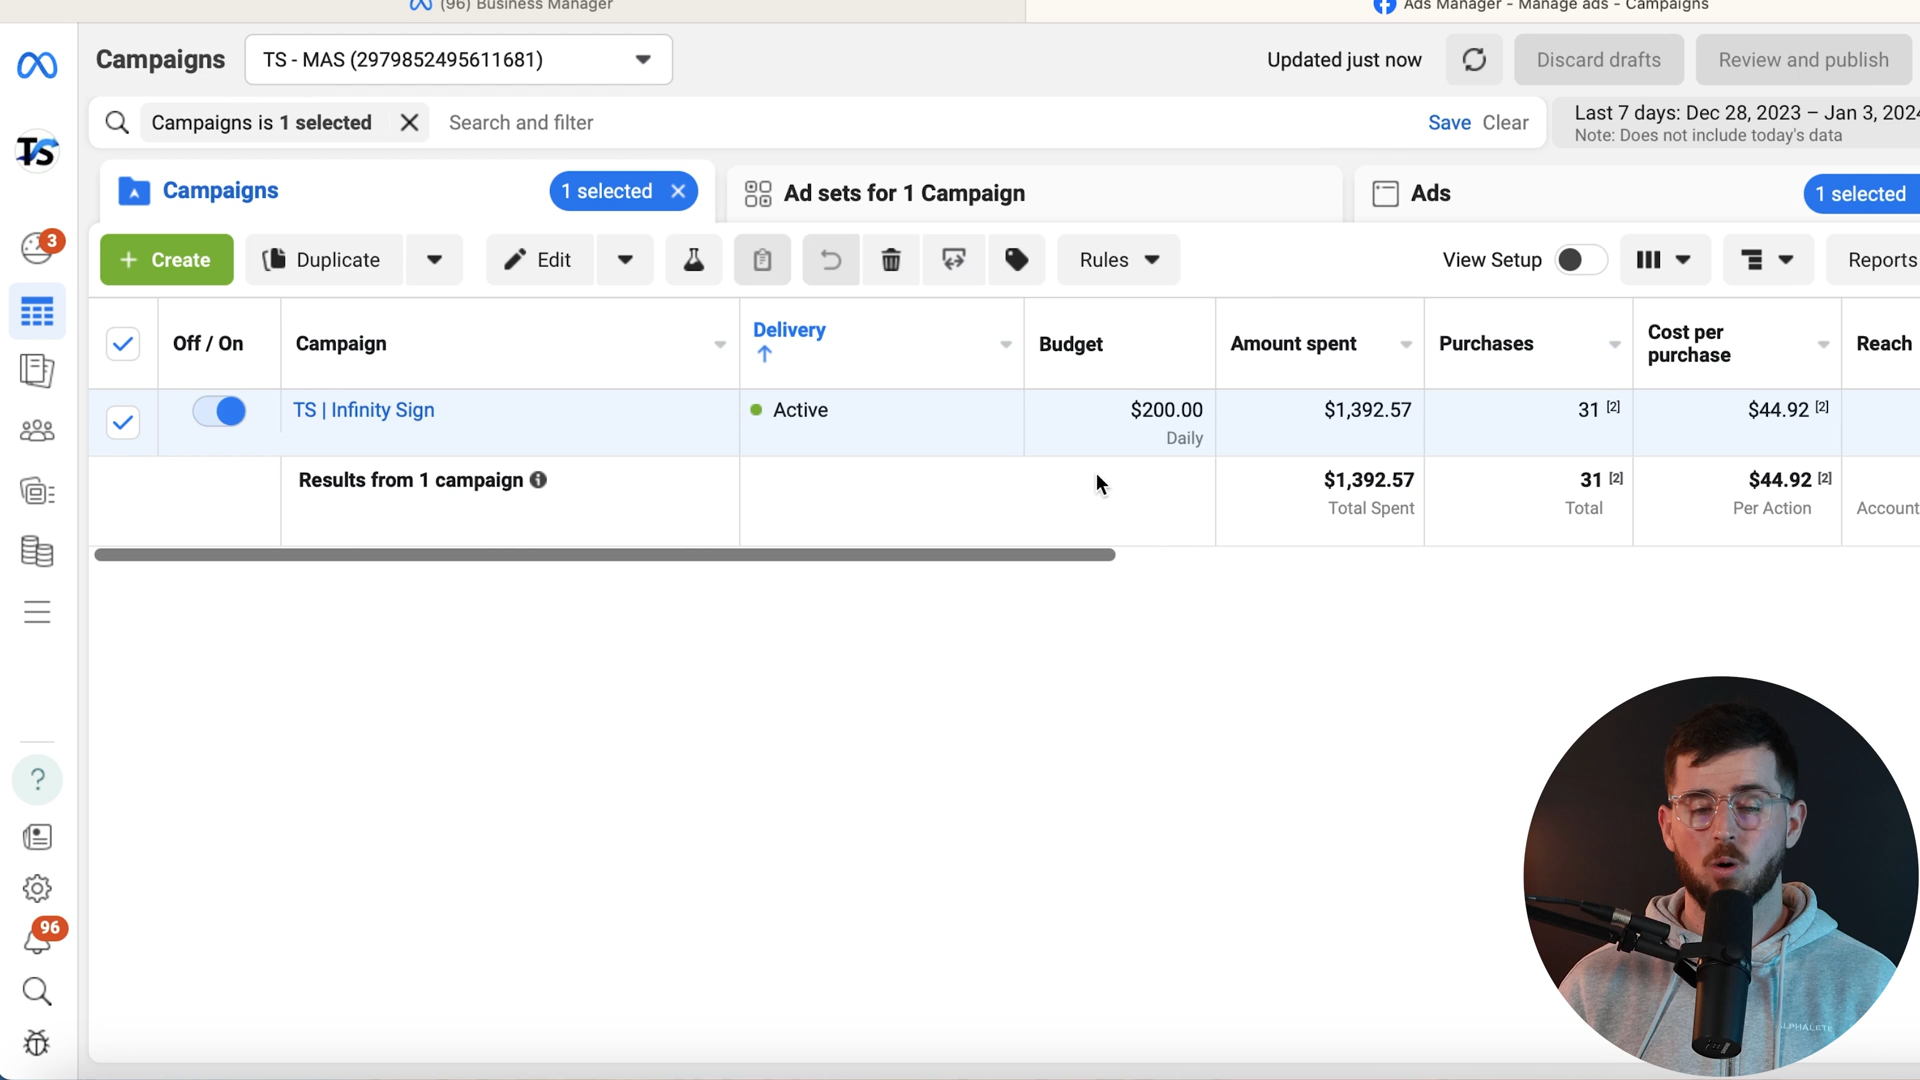 (96) Business Manager
Ads Manager - Manage ads - Campaigns
Campaigns
TS - MAS (2979852495611681)
Updated just now
Discard drafts
Review and publish
Campaigns is 1 selected
Search and filter
Save
Clear
Last 7 days: Dec 28, 2023 – Jan 3, 2024
Note: Does not include today's data
TS
Campaigns
1 selected
Ad sets for 1 Campaign
Ads
1 selected
3
+ Create
Duplicate
Edit
Rules
View Setup
Reports
Off / On
Campaign
Delivery
Budget
Amount spent
Purchases
Cost per
purchase
Reach
TS | Infinity Sign
Active
$200.00
Daily
$1,392.57
31 [2]
$44.92 [2]
Results from 1 campaign
$1,392.57
Total Spent
31 [2]
Total
$44.92 [2]
Per Action
Account
?
96
ALPHALETE